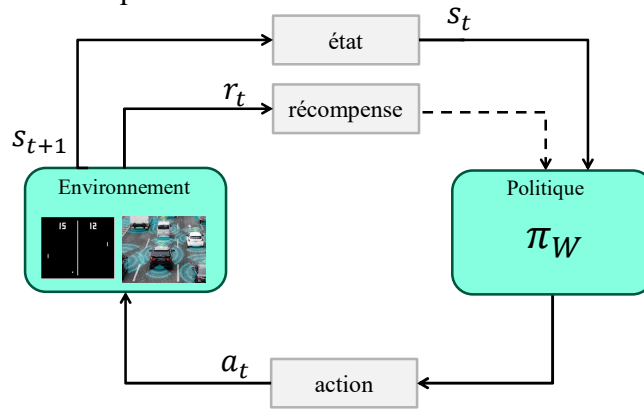 état
s_t
r_t
récompense
s_{t+1}
Environnement
15 12
Politique
π_W
a_t
action